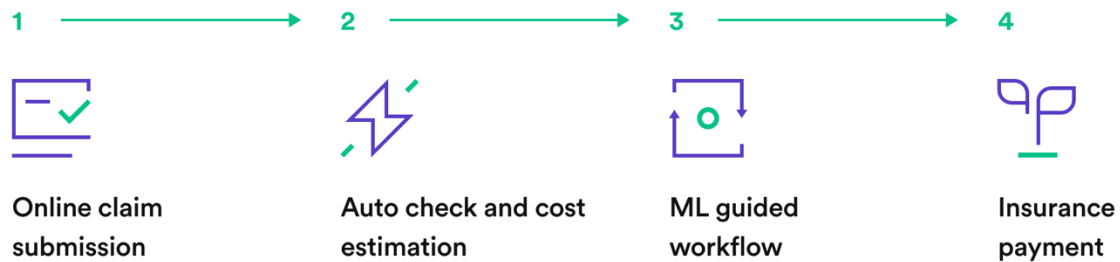 1
2
3
4
Online claim
submission
Auto check and cost
estimation
ML guided
workflow
Insurance
payment